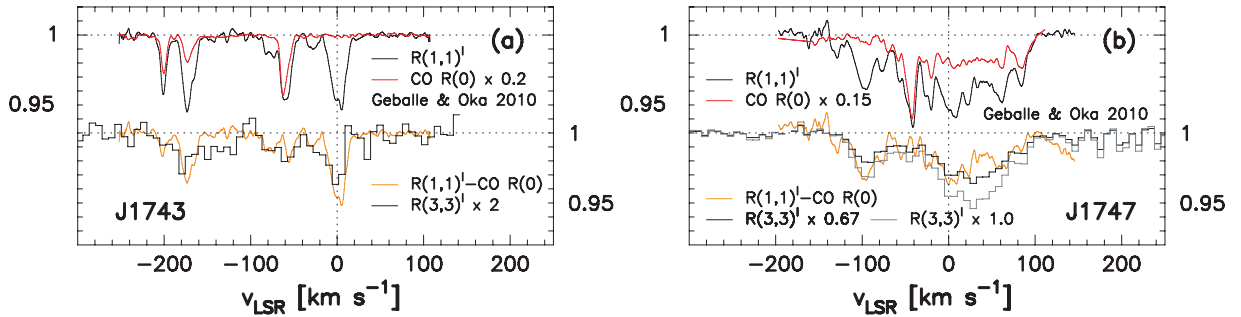 1
(a)
R(1,1)^l
CO R(0) x 0.2
Geballe & Oka 2010
0.95
1
R(1,1)^l-CO R(0)
R(3,3)^l x 2
J1743
0.95
-200 -100 0 100 200
v_LSR [km s^-1]
1
(b)
R(1,1)^l
CO R(0) x 0.15
Geballe & Oka 2010
0.95
1
R(1,1)^l-CO R(0)
R(3,3)^l x 0.67
R(3,3)^l x 1.0
J1747
0.95
-200 -100 0 100 200
v_LSR [km s^-1]